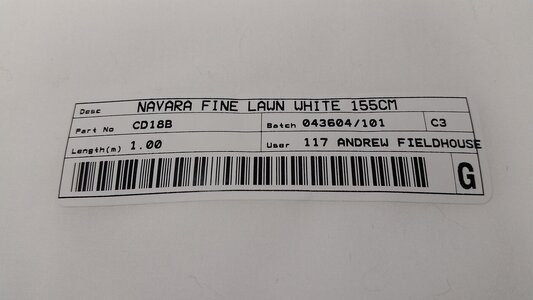 Desc NAVARA FINE LAWN WHITE 155CM
Part No CD18B Batch 043604/101 C3
Length(m) 1.00 User 117 ANDREW FIELDHOUSE
G